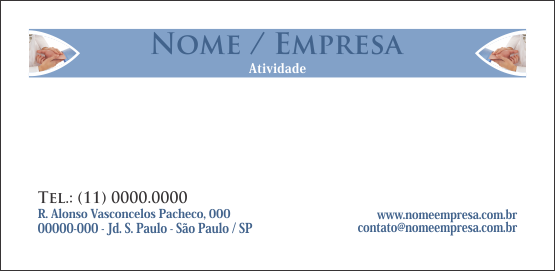 NOME / EMPRESA
Atividade
TEL.: (11) 0000.0000
R. Alonso Vasconcelos Pacheco, 000
00000-000 - Jd. S. Paulo - São Paulo / SP
www.nomeempresa.com.br
contato@nomeempresa.com.br